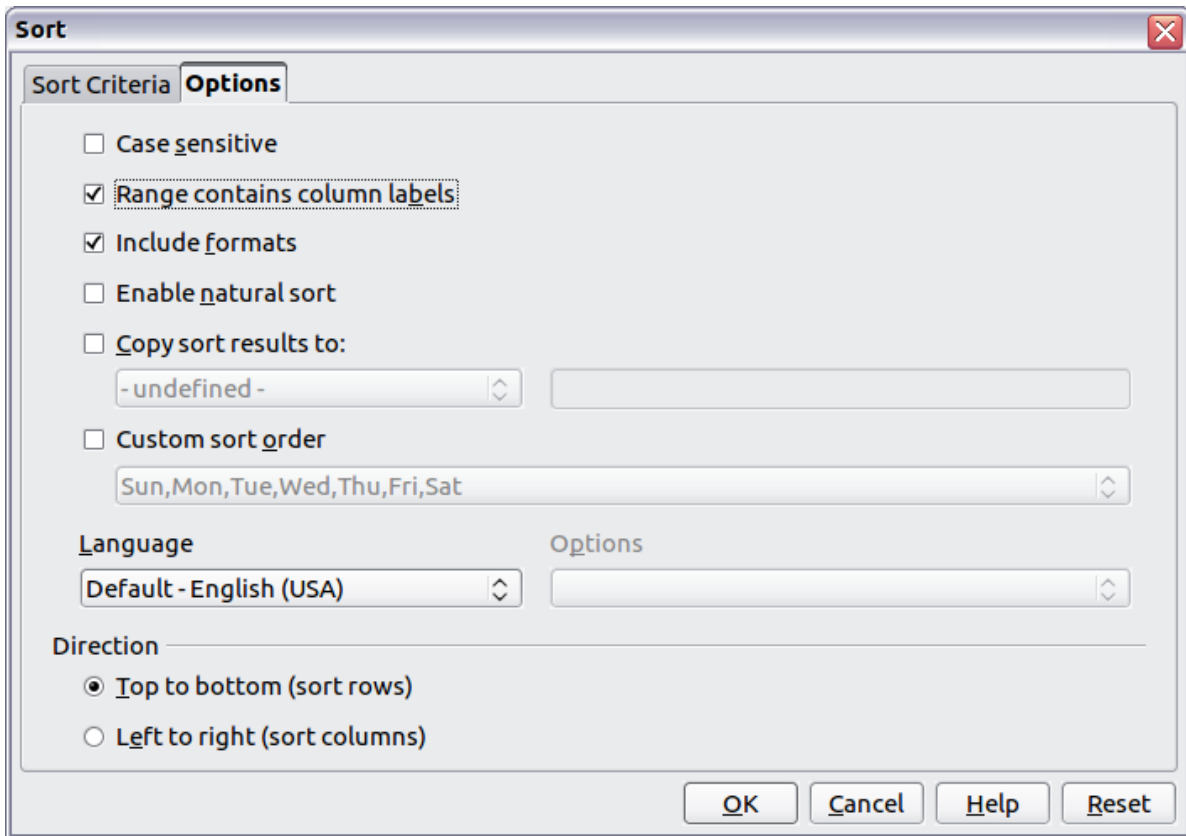 Sort
Sort Criteria Options
Case sensitive
Range contains column labels
Include formats
Enable natural sort
Copy sort results to:
- undefined -
Custom sort order
Sun,Mon,Tue,Wed,Thu,Fri,Sat
Language Options
Default - English (USA)
Direction
Top to bottom (sort rows)
Left to right (sort columns)
OK Cancel Help Reset